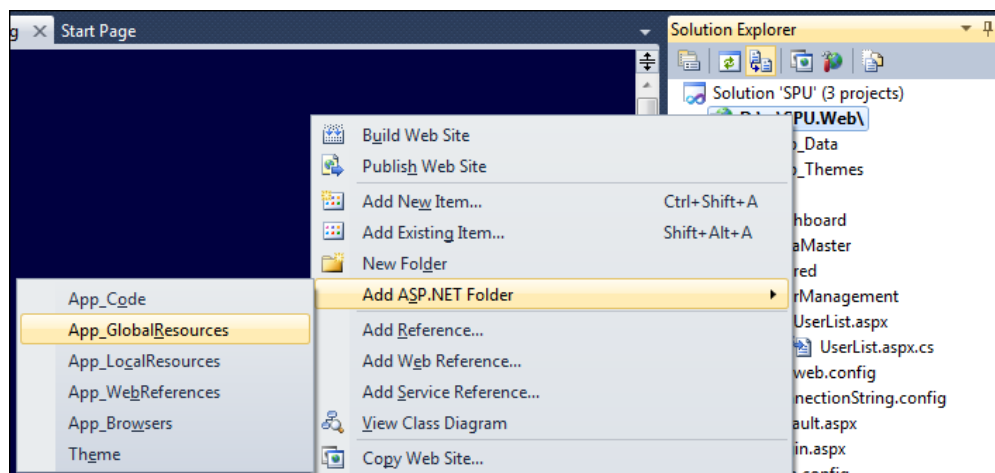 g
Start Page
Solution Explorer
Solution 'SPU' (3 projects)
SPU.Web\
Build Web Site
Publish Web Site
Add New Item... Ctrl+Shift+A
Add Existing Item... Shift+Alt+A
New Folder
Add ASP.NET Folder
Add Reference...
Add Web Reference...
Add Service Reference...
View Class Diagram
Copy Web Site...
App_Code
App_GlobalResources
App_LocalResources
App_WebReferences
App_Browsers
Theme
_Data
_Themes
hboard
aMaster
red
rManagement
UserList.aspx
UserList.aspx.cs
web.config
nectionString.config
ault.aspx
in.aspx